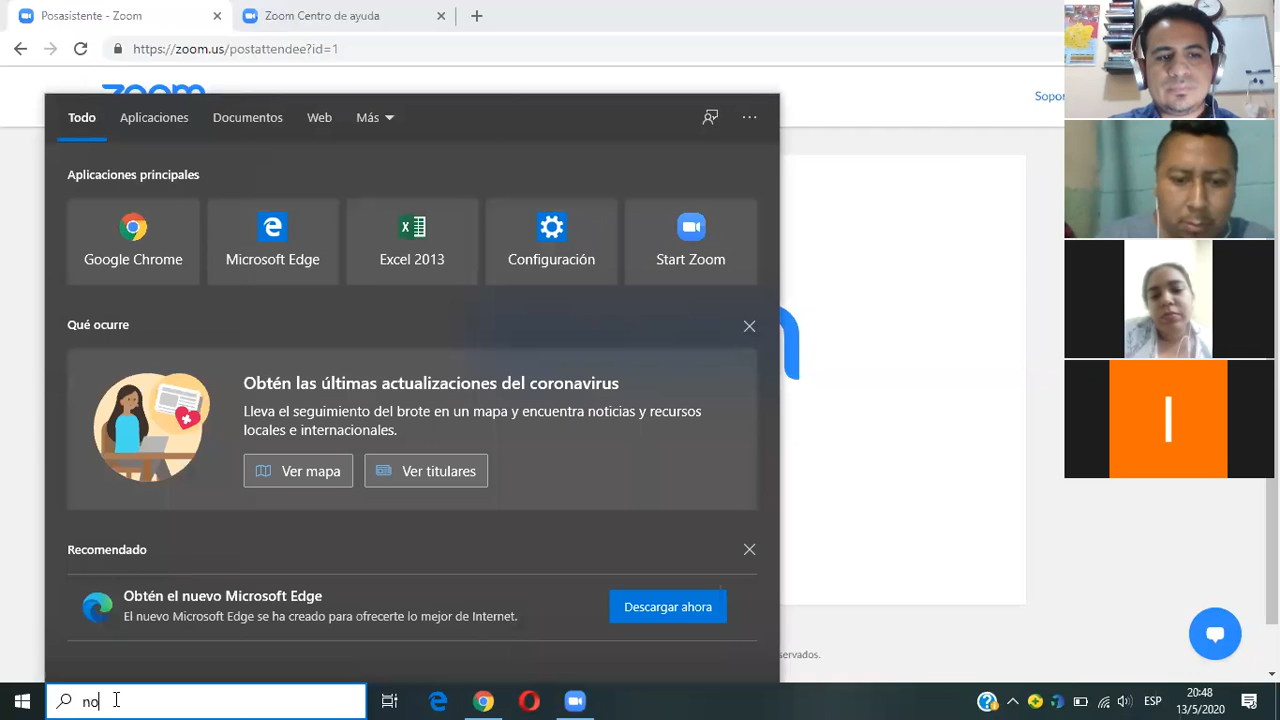 Posasistente - Zoom
Zoom Centro de ayuda
https://zoom.us/postattendee?id=1
zoom
Sopor
Todo
Aplicaciones
Documentos
Web
Más
Aplicaciones principales
Google Chrome
Microsoft Edge
Excel 2013
Configuración
Start Zoom
Qué ocurre
Obtén las últimas actualizaciones del coronavirus
Lleva el seguimiento del brote en un mapa y encuentra noticias y recursos
locales e internacionales.
Ver mapa
Ver titulares
Recomendado
Obtén el nuevo Microsoft Edge
El nuevo Microsoft Edge se ha creado para ofrecerte lo mejor de Internet.
Descargar ahora
servados.
I
no
ESP
20:48
13/5/2020